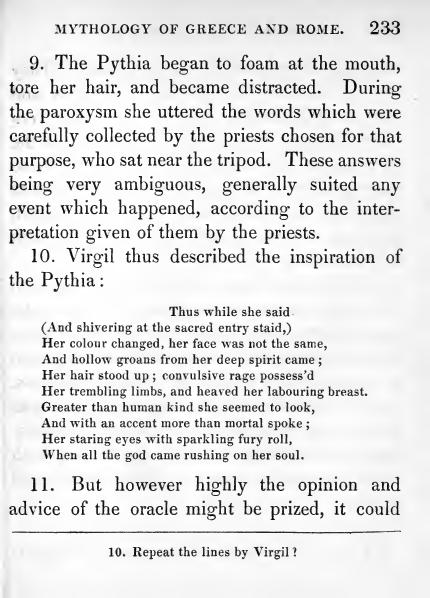 MYTHOLOGY OF GREECE AND ROME. 233
9. The Pythia began to foam at the mouth,
tore her hair, and became distracted. During
the paroxysm she uttered the words which were
carefully collected by the priests chosen for that
purpose, who sat near the tripod. These answers
being very ambiguous, generally suited any
event which happened, according to the inter-
pretation given of them by the priests.
10. Virgil thus described the inspiration of
the Pythia :
Thus while she said
(And shivering at the sacred entry staid,)
Her colour changed, her face was not the same,
And hollow groans from her deep spirit came ;
Her hair stood up ; convulsive rage possess'd
Her trembling limbs, and heaved her labouring breast.
Greater than human kind she seemed to look,
And with an accent more than mortal spoke ;
Her staring eyes with sparkling fury roll,
When all the god came rushing on her soul.
11. But however highly the opinion and
advice of the oracle might be prized, it could
10. Repeat the lines by Virgil ?